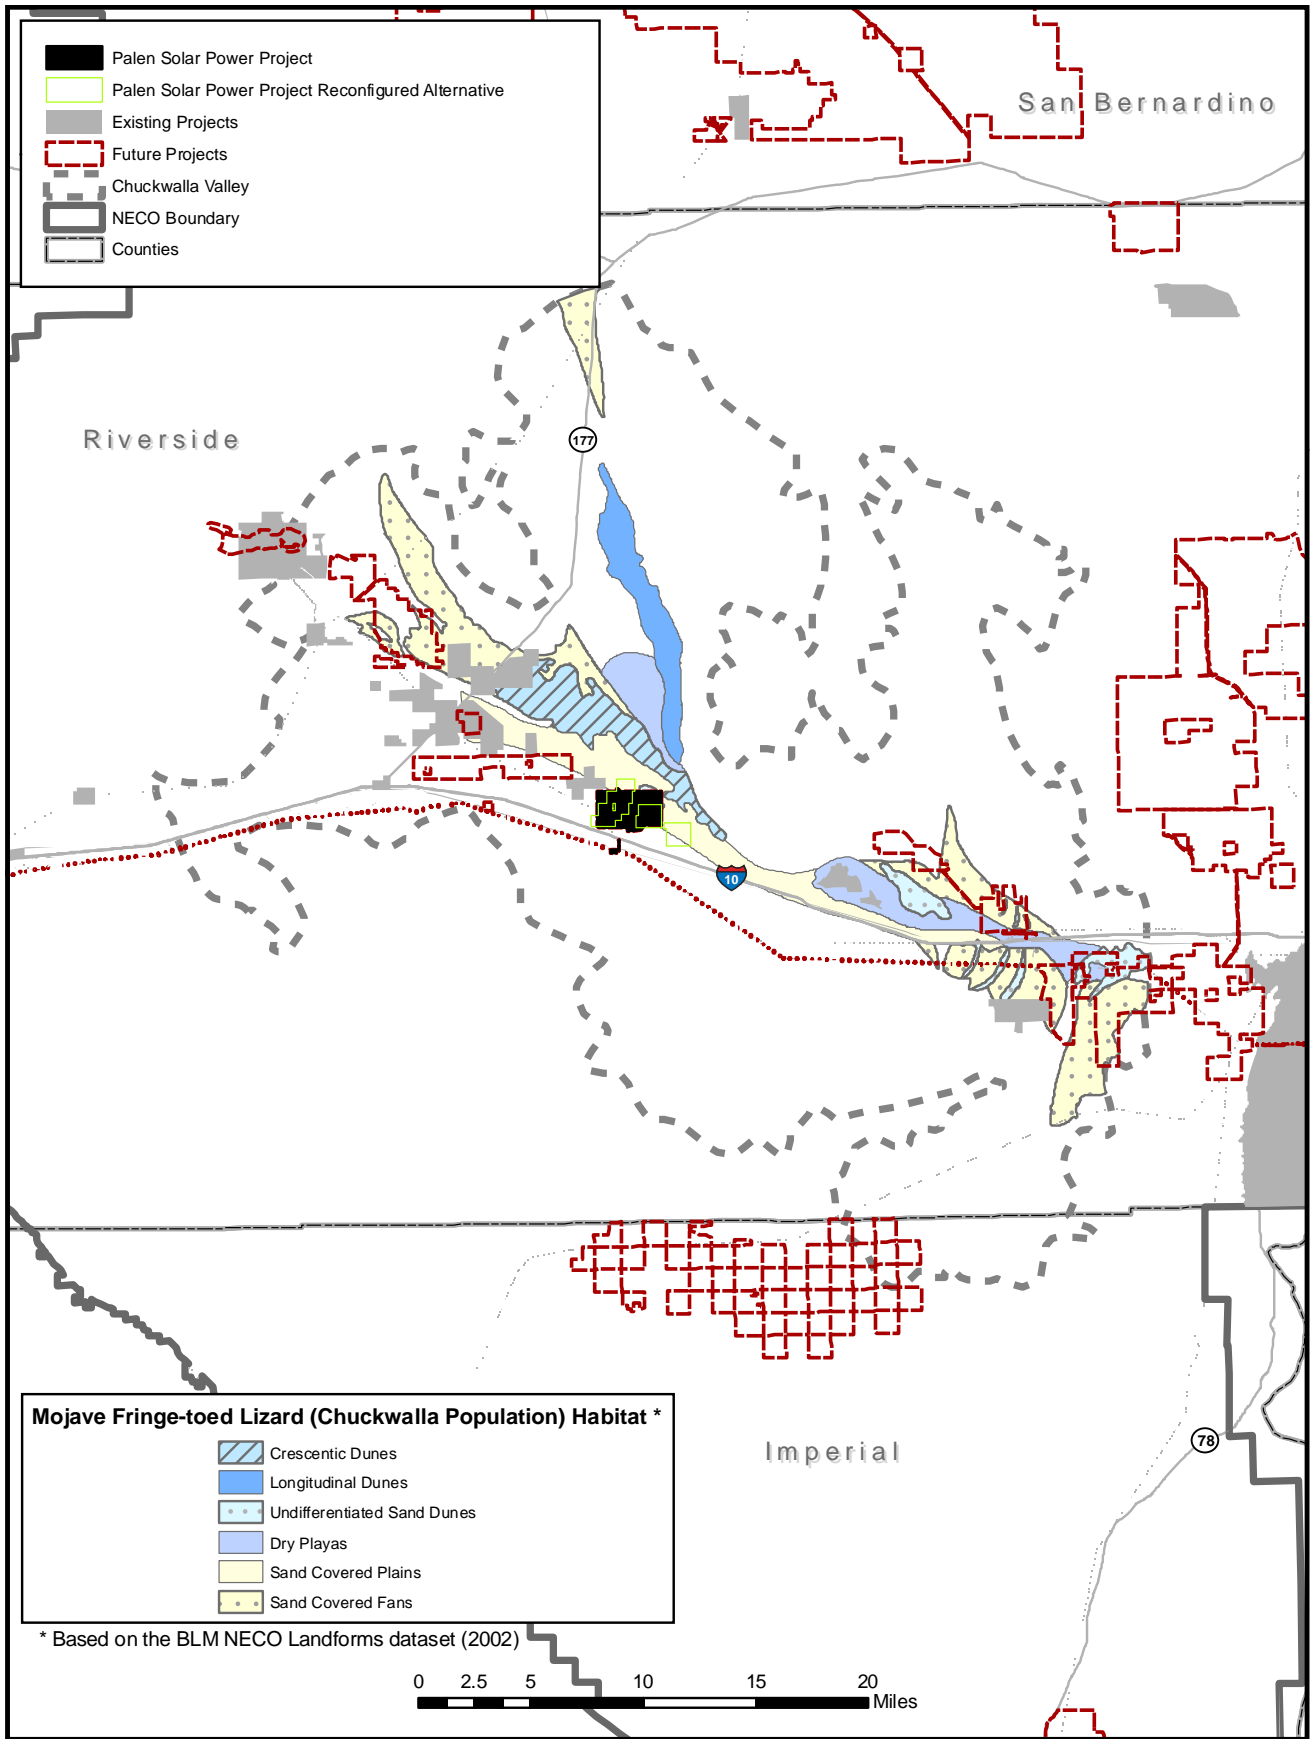 Palen Solar Power Project
Palen Solar Power Project Reconfigured Alternative
Existing Projects
Future Projects
Chuckwalla Valley
NECO Boundary
Counties
San Bernardino
Riverside
177
10
Imperial
78
Mojave Fringe-toed Lizard (Chuckwalla Population) Habitat *
Crescentic Dunes
Longitudinal Dunes
Undifferentiated Sand Dunes
Dry Playas
Sand Covered Plains
Sand Covered Fans
* Based on the BLM NECO Landforms dataset (2002)
0 2.5 5 10 15 20
Miles